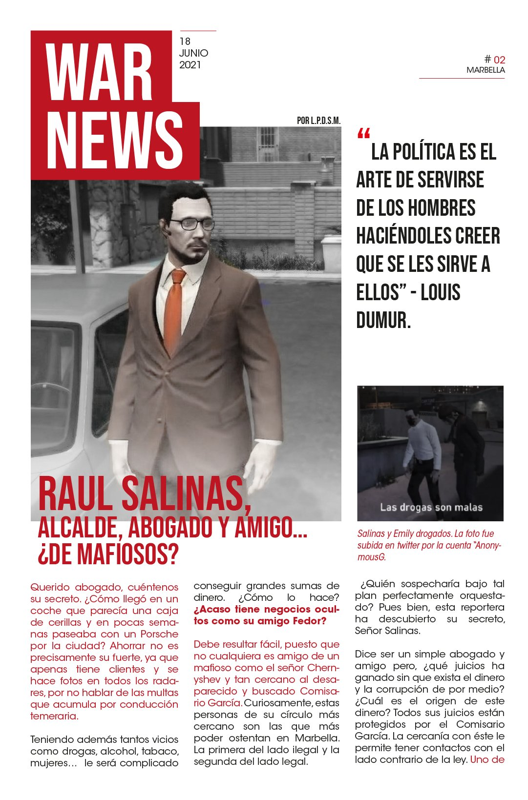 WAR
NEWS
18
JUNIO
2021
# 02
MARBELLA
POR L.P.D.S.M.
“
LA POLÍTICA ES EL
ARTE DE SERVIRSE
DE LOS HOMBRES
HACIÉNDOLES CREER
QUE SE LES SIRVE A
ELLOS” - LOUIS
DUMUR.
RAUL SALINAS,
ALCALDE, ABOGADO Y AMIGO...
¿DE MAFIOSOS?
Las drogas son malas
Salinas y Emily drogados. La foto fue
subida en twitter por la cuenta "Anony-
mousG.
Querido abogado, cuéntenos
su secreto. ¿Cómo llegó en un
coche que parecía una caja
de cerillas y en pocas sema-
nas paseaba con un Porsche
por la ciudad? Ahorrar no es
precisamente su fuerte, ya que
apenas tiene clientes y se
hace fotos en todos los rada-
res, por no hablar de las multas
que acumula por conducción
temeraria.
Teniendo además tantos vicios
como drogas, alcohol, tabaco,
mujeres... le será complicado
conseguir grandes sumas de
dinero. ¿Cómo lo hace?
¿Acaso tiene negocios ocul-
tos como su amigo Fedor?
Debe resultar fácil, puesto que
no cualquiera es amigo de un
mafioso como el señor Chern-
yshev y tan cercano al desa-
parecido y buscado Comisa-
rio García. Curiosamente, estas
personas de su círculo más
cercano son las que más
poder ostentan en Marbella.
La primera del lado ilegal y la
segunda del lado legal.
¿Quién sospecharía bajo tal
plan perfectamente orquesta-
do? Pues bien, esta reportera
ha descubierto su secreto,
Señor Salinas.
Dice ser un simple abogado y
amigo pero, ¿qué juicios ha
ganado sin que exista el dinero
y la corrupción de por medio?
¿Cuál es el origen de este
dinero? Todos sus juicios están
protegidos por el Comisario
García. La cercanía con éste le
permite tener contactos con el
lado contrario de la ley. Uno de